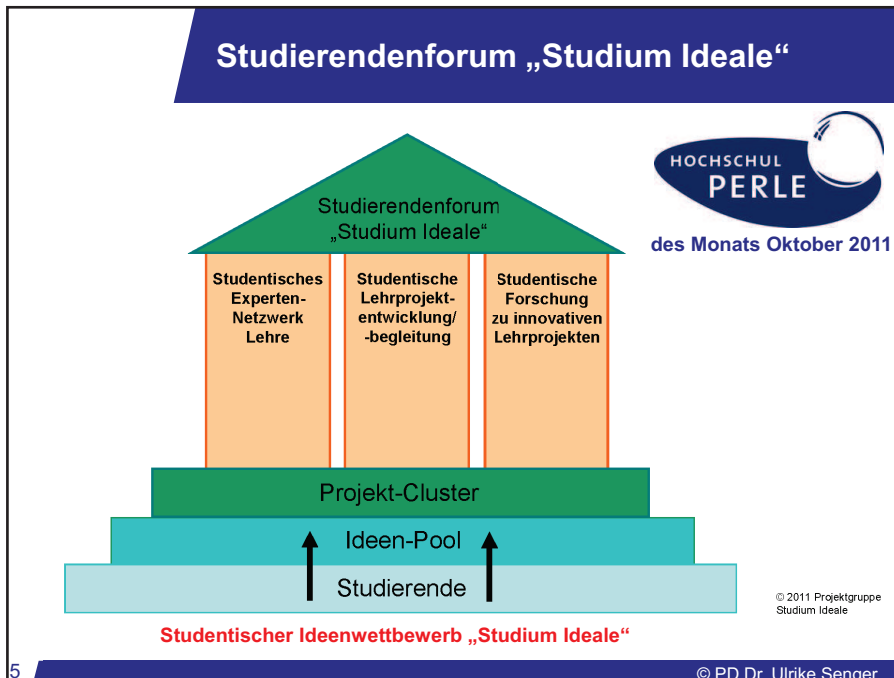 Studierendenforum „Studium Ideale“
HOCHSCHUL
PERLE
des Monats Oktober 2011
Studierendenforum
„Studium Ideale“
Studentisches
Experten-
Netzwerk
Lehre
Studentische
Lehrprojekt-
entwicklung/
-begleitung
Studentische
Forschung
zu innovativen
Lehrprojekten
Projekt-Cluster
Ideen-Pool
Studierende
© 2011 Projektgruppe
Studium Ideale
Studentischer Ideenwettbewerb „Studium Ideale“
5
© PD Dr. Ulrike Senger